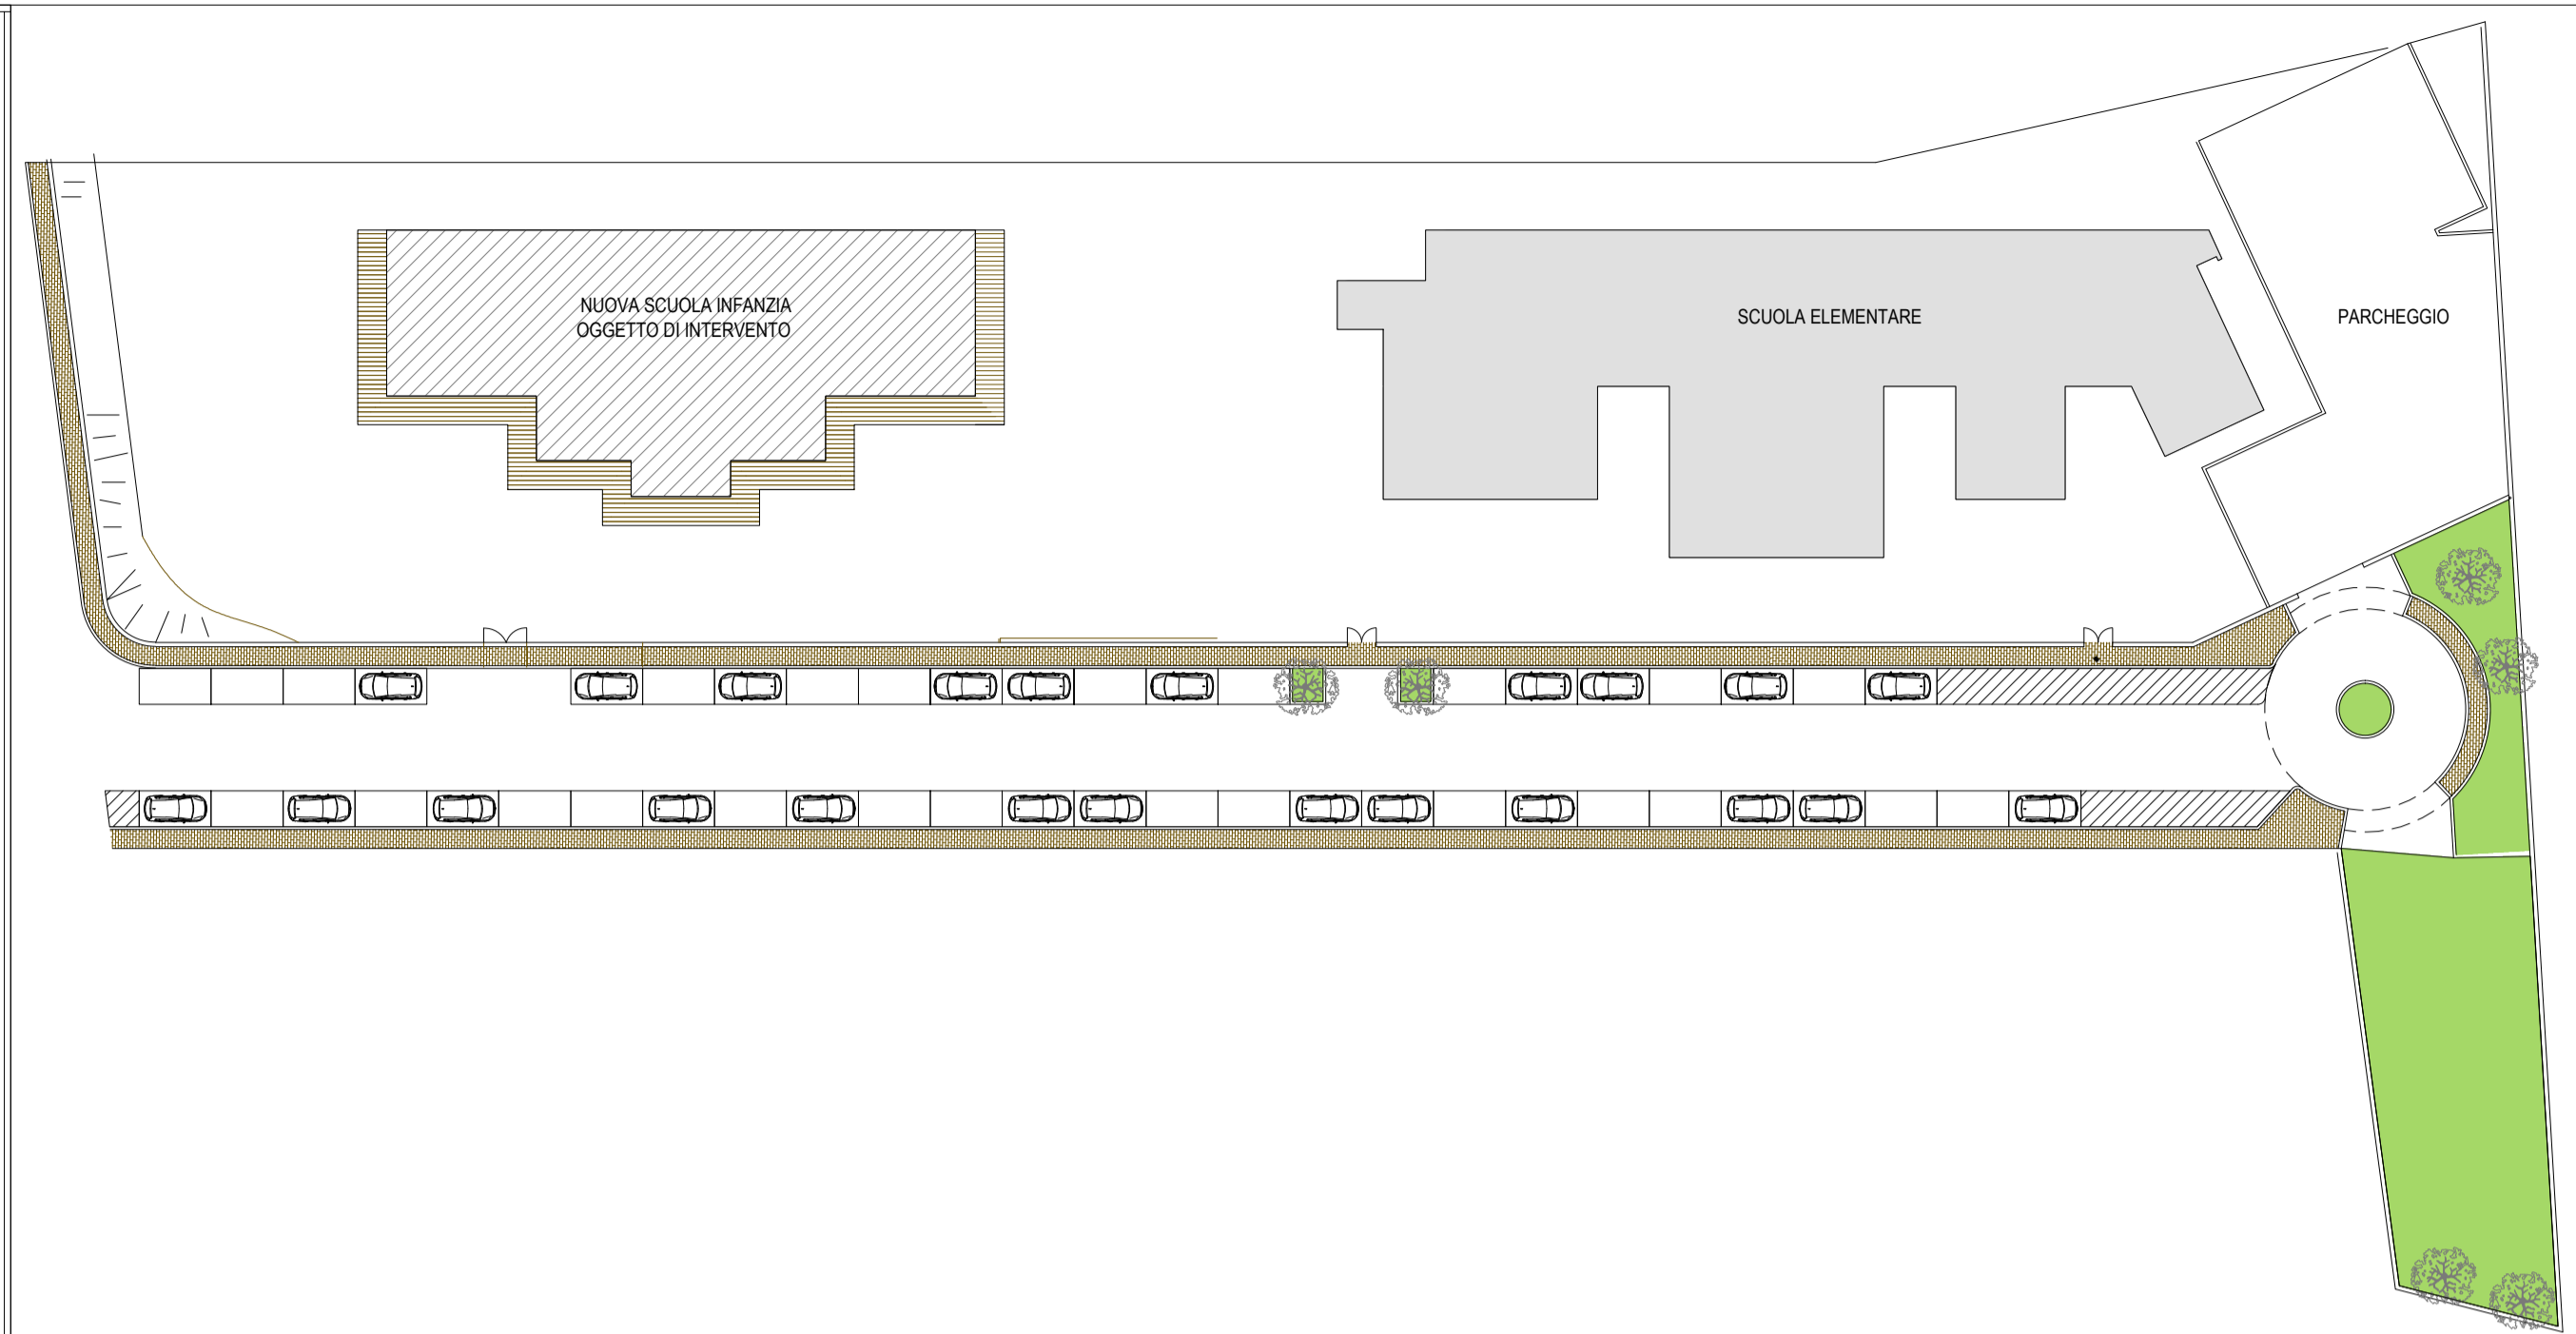 NUOVA SCUOLA INFANZIA
OGGETTO DI INTERVENTO
SCUOLA ELEMENTARE
PARCHEGGIO